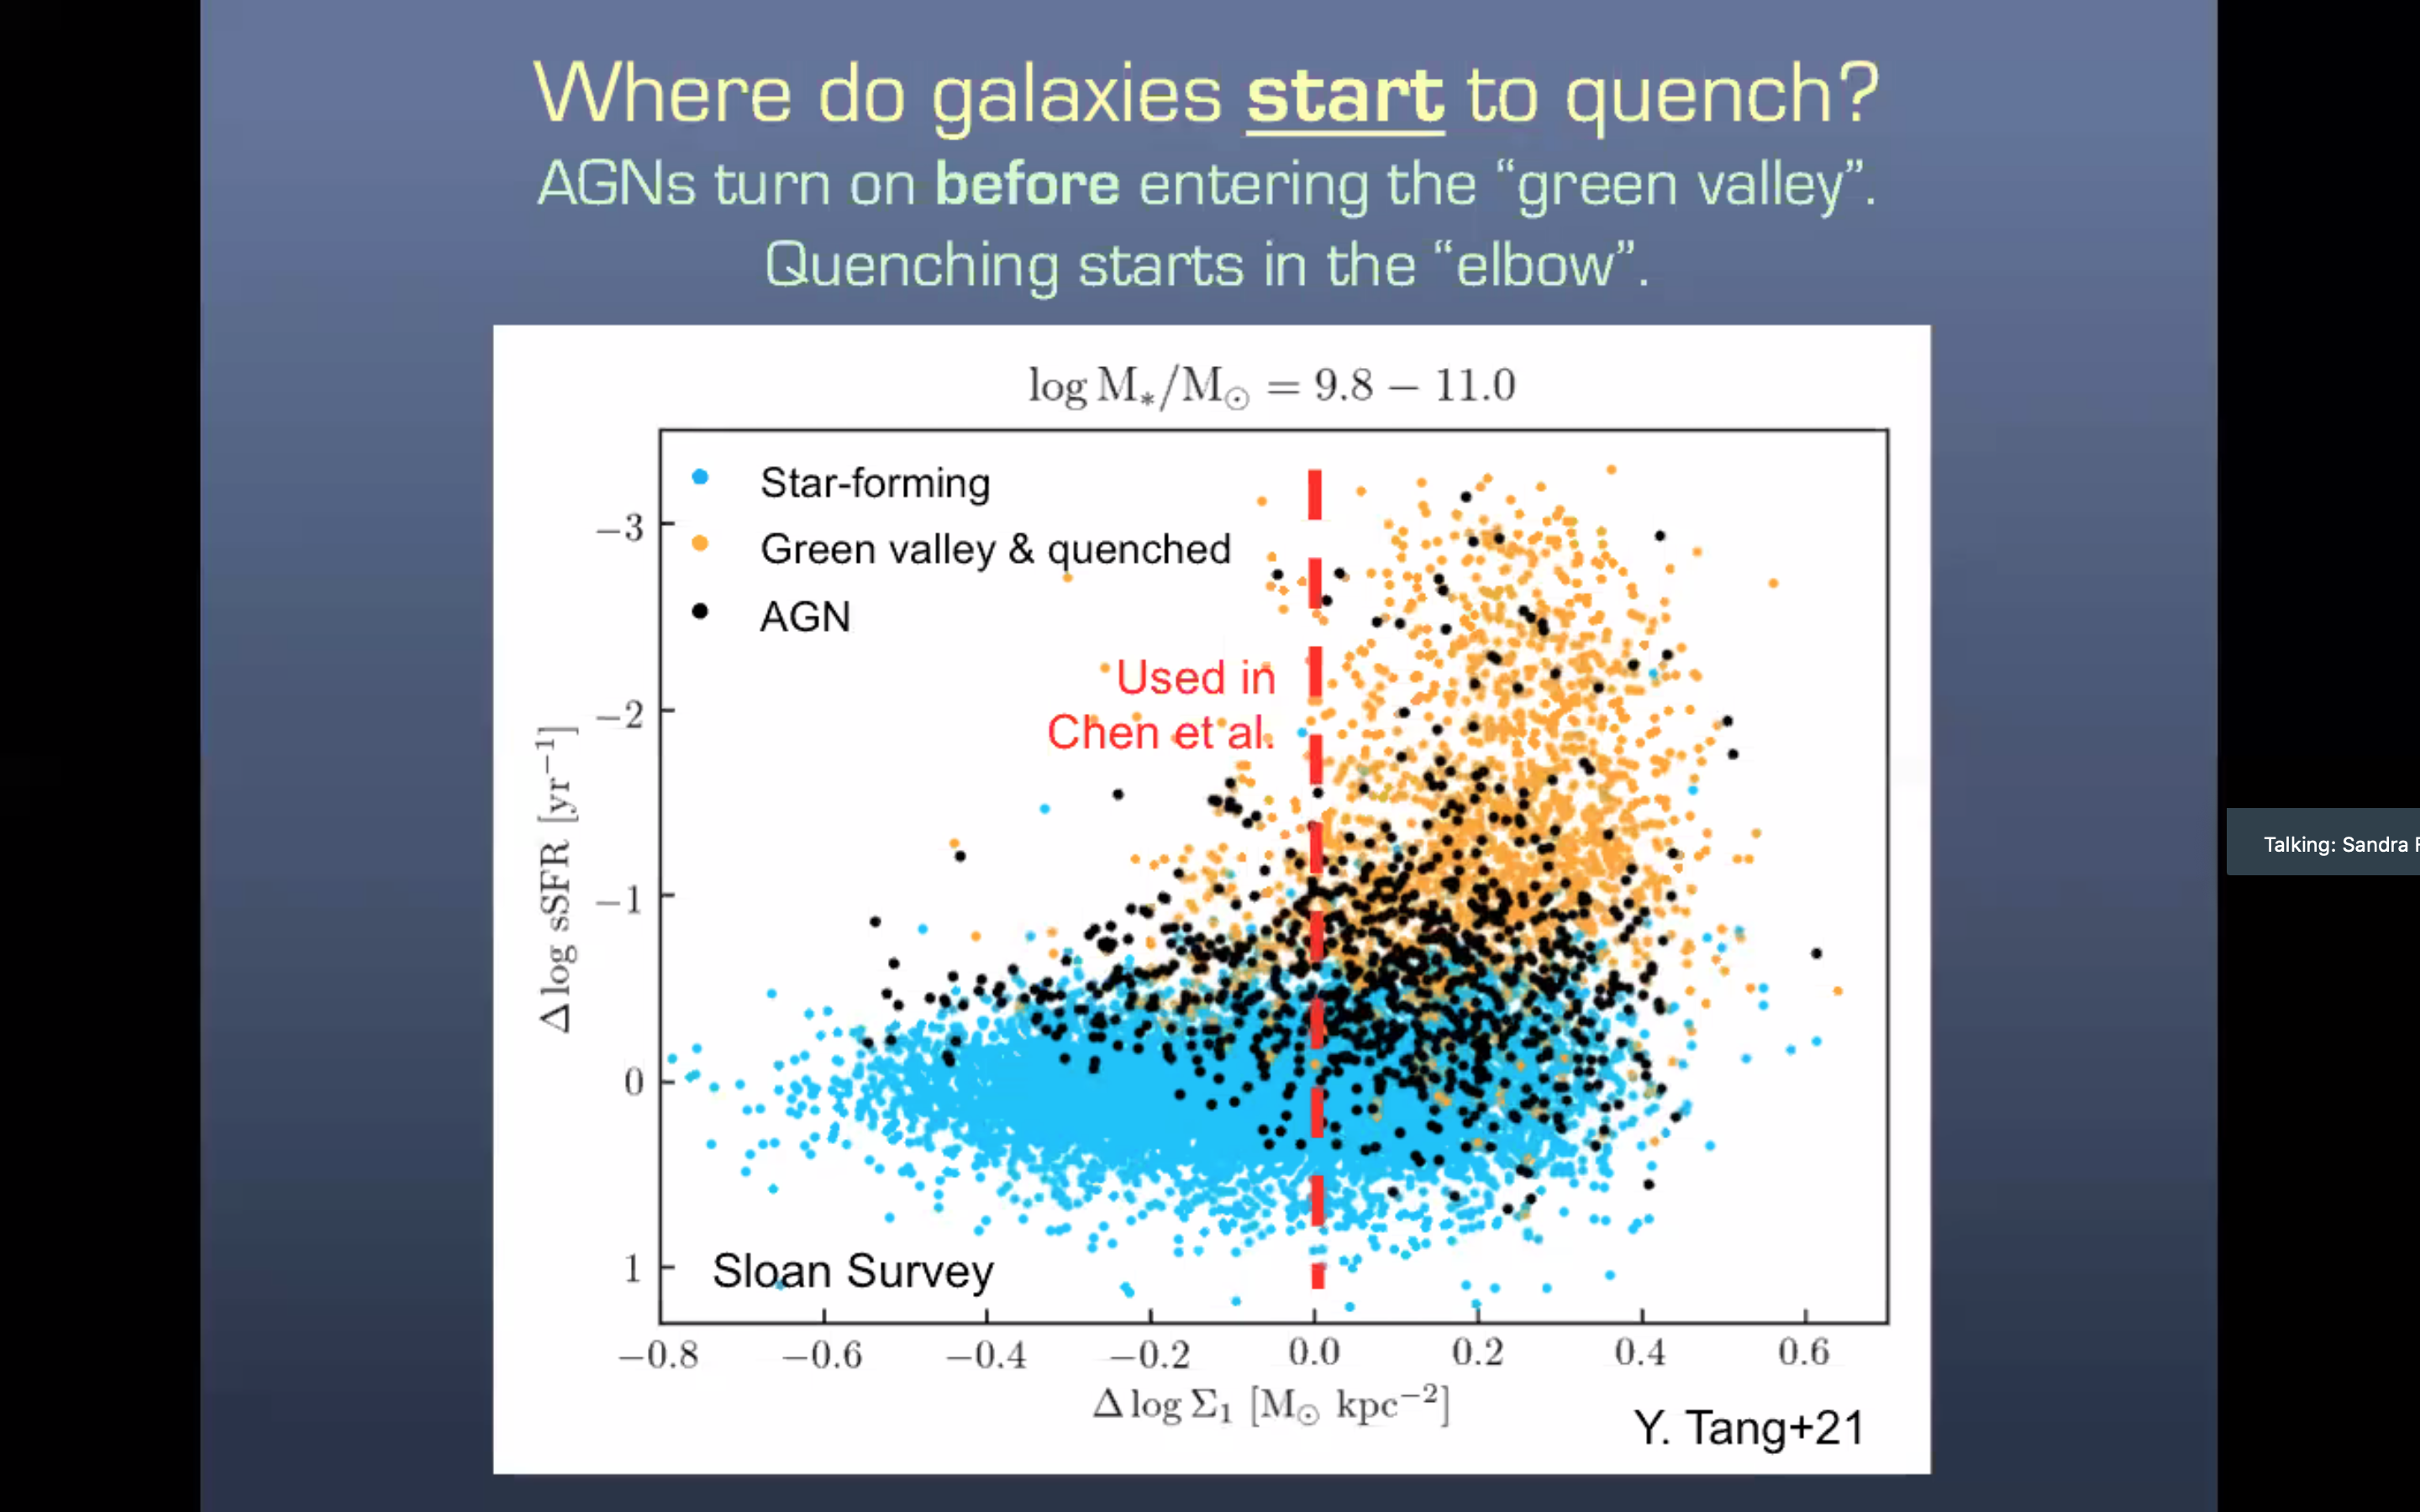 Where do galaxies start to quench?
AGNs turn on before entering the “green valley”.
Quenching starts in the “elbow”.
log M*/M⊙ = 9.8 − 11.0
Star-forming
Green valley & quenched
AGN
Used in
Chen et al.
−3
−2
−1
0
1
Δ log sSFR [yr⁻¹]
Sloan Survey
−0.8 −0.6 −0.4 −0.2 0.0 0.2 0.4 0.6
Δ log Σ₁ [M⊙ kpc⁻²]
Y. Tang+21
Talking: Sandra F